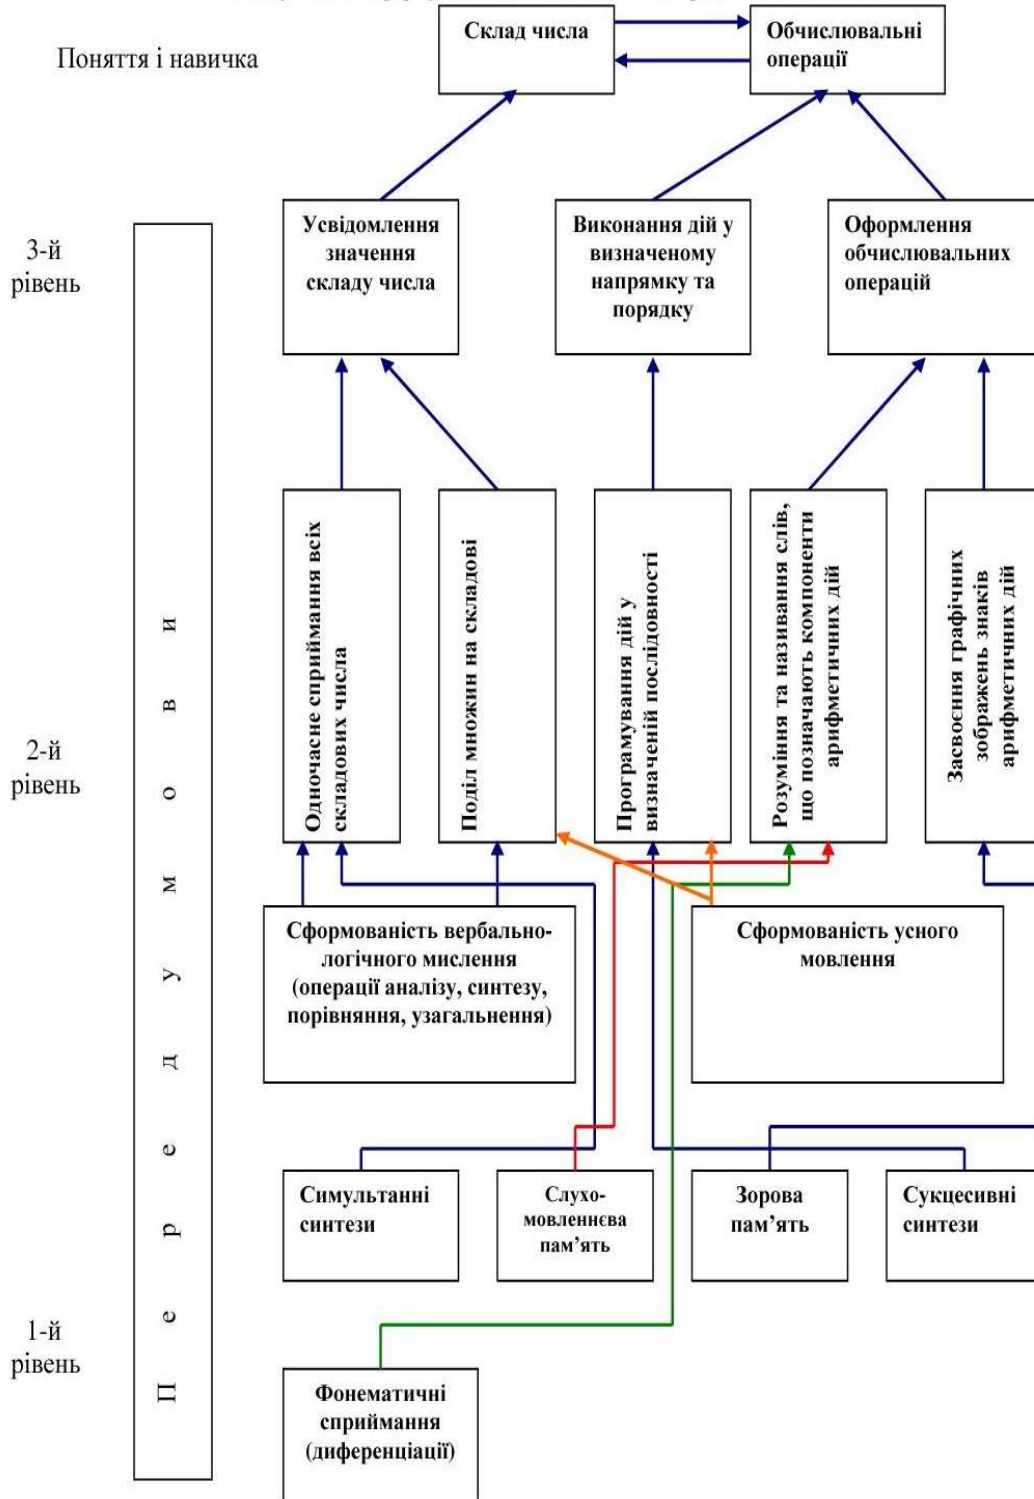 Поняття і навичка
Склад числа
Обчислювальні
операції
3-й
рівень
Усвідомлення
значення
складу числа
Виконання дій у
визначеному
напрямку та
порядку
Оформлення
обчислювальних
операцій
2-й
рівень
Одночасне сприймання всіх
складових числа
Поділ множин на складові
Програмування дій у
визначеній послідовності
Розуміння та називання слів,
що позначають компоненти
арифметичних дій
Засвоєння графічних
зображень знаків
арифметичних дій
Передумови
Сформованість вербально-
логічного мислення
(операції аналізу, синтезу,
порівняння, узагальнення)
Сформованість усного
мовлення
Симультанні
синтези
Слухо-
мовленнєва
пам’ять
Зорова
пам’ять
Сукцесивні
синтези
1-й
рівень
Фонематичні
сприймання
(диференціації)